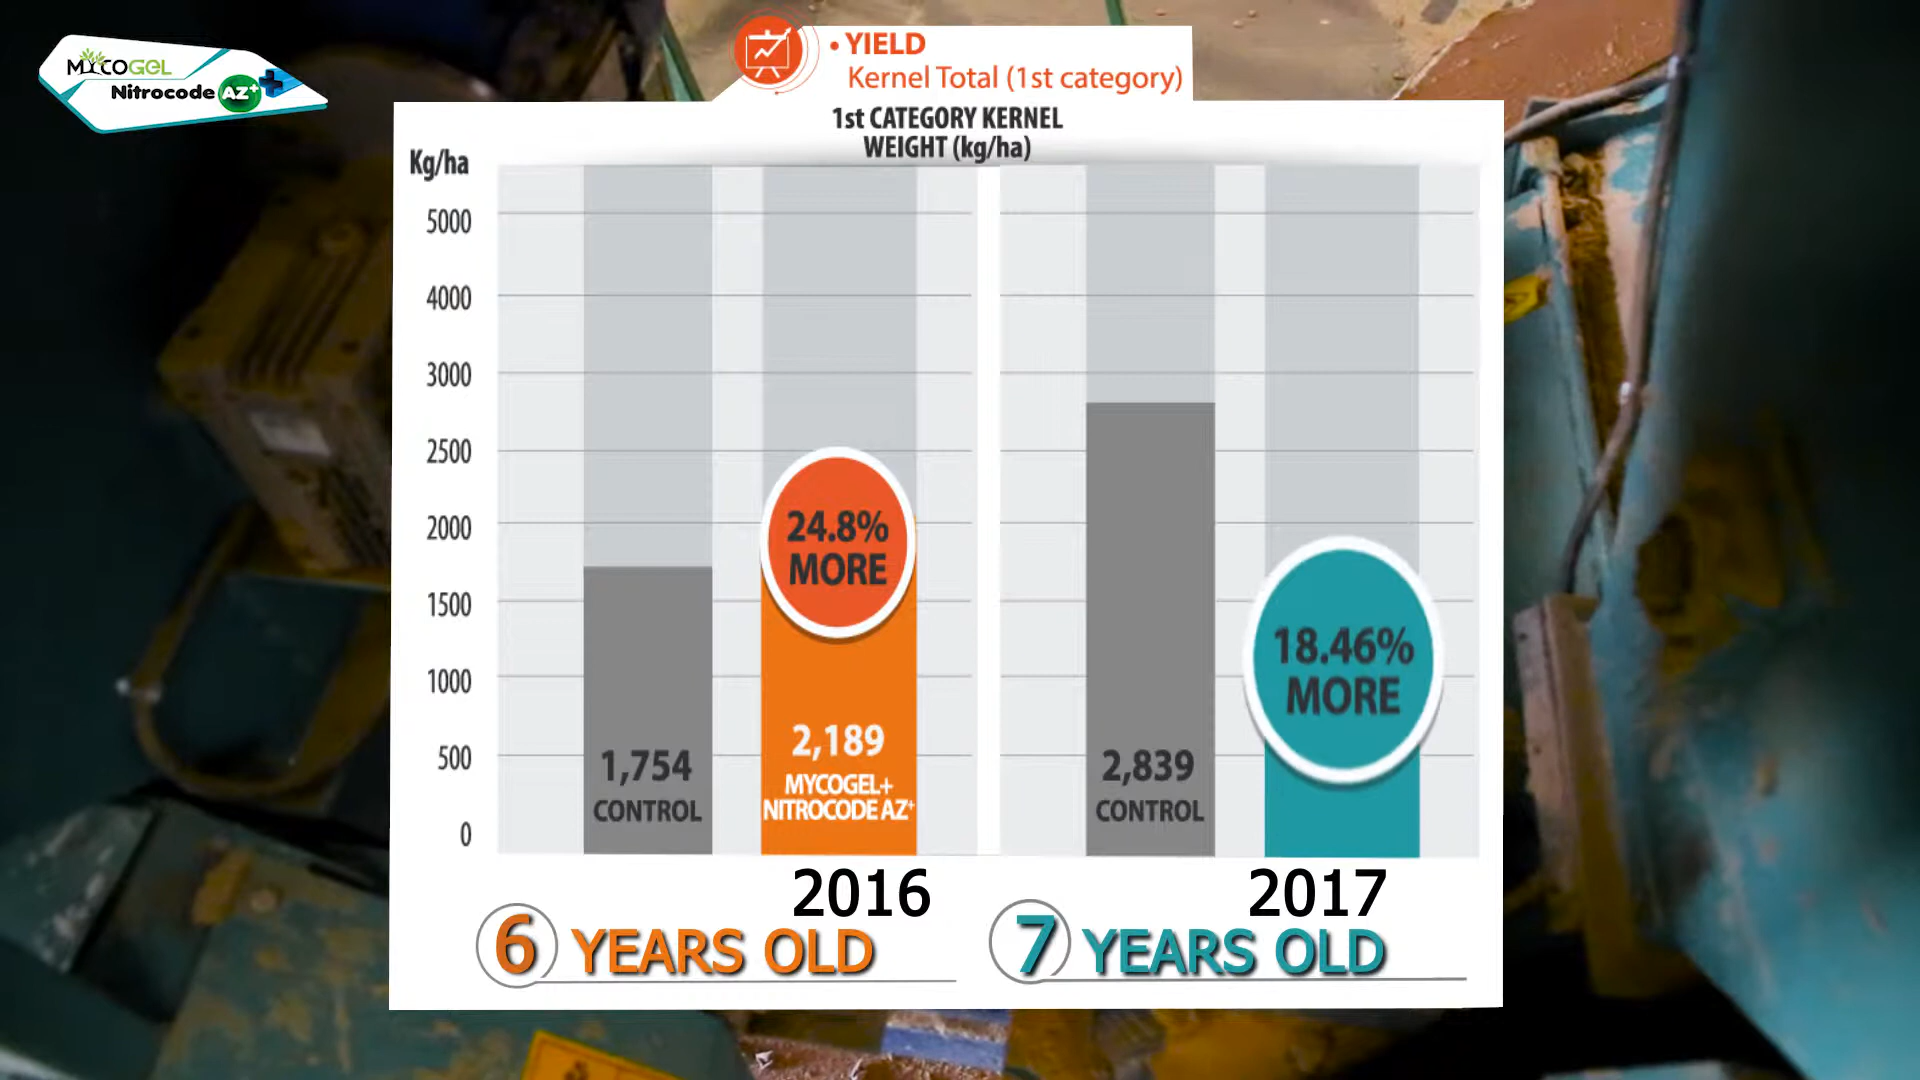 MYCOGEL
Nitrocode AZ+
• YIELD
Kernel Total (1st category)
1st CATEGORY KERNEL
WEIGHT (kg/ha)
Kg/ha
5000
4000
3000
2500
2000
1500
1000
500
0
24.8%
MORE
1,754
CONTROL
2,189
MYCOGEL+
NITROCODE AZ+
18.46%
MORE
2,839
CONTROL
2016
6 YEARS OLD
2017
7 YEARS OLD